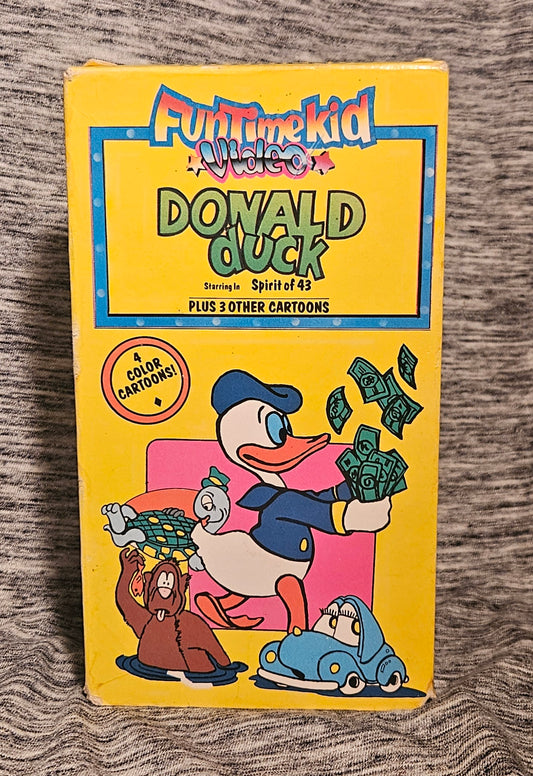 FunTime Kid
Video
DONALD
duck
Starring In Spirit of 43
PLUS 3 OTHER CARTOONS
4
COLOR
CARTOONS!